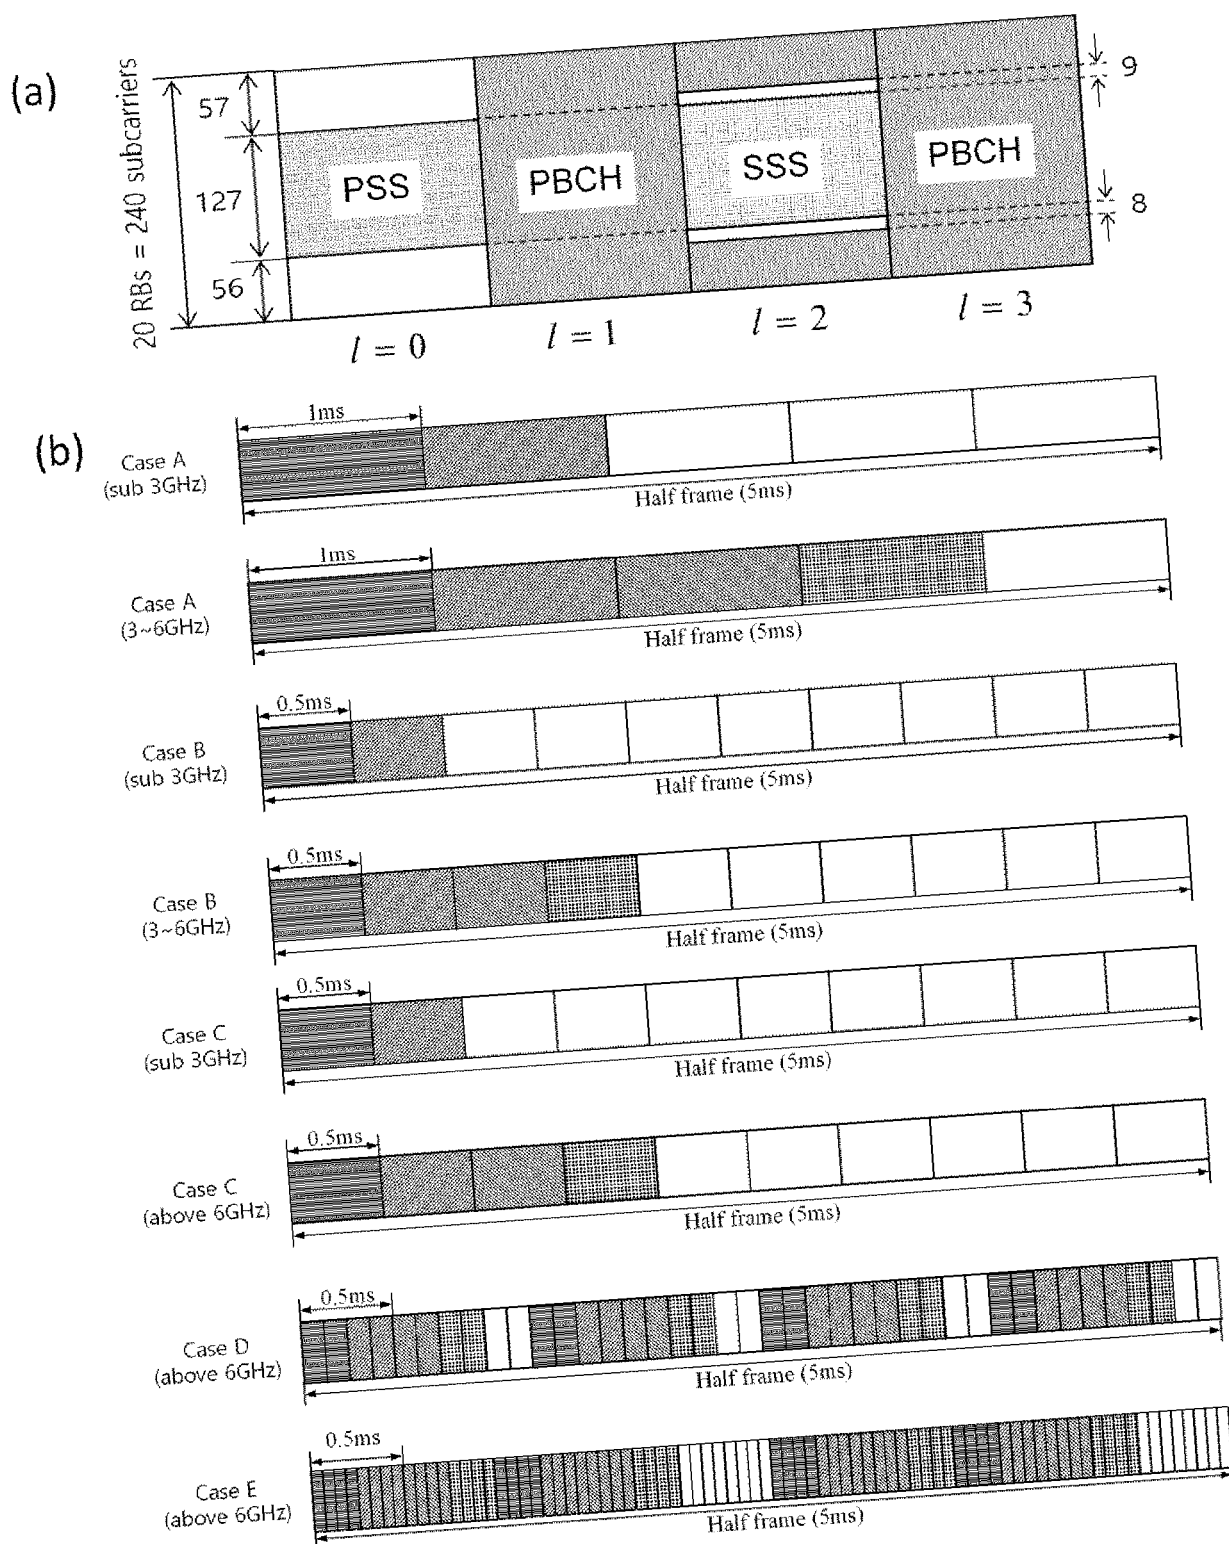 (a)
20 RBs = 240 subcarriers
57
127
56
PSS
PBCH
SSS
PBCH
9
8
l = 0
l = 1
l = 2
l = 3
(b)
1ms
Case A
(sub 3GHz)
Half frame (5ms)
1ms
Case A
(3~6GHz)
Half frame (5ms)
0.5ms
Case B
(sub 3GHz)
Half frame (5ms)
0.5ms
Case B
(3~6GHz)
Half frame (5ms)
0.5ms
Case C
(sub 3GHz)
Half frame (5ms)
0.5ms
Case C
(above 6GHz)
Half frame (5ms)
0.5ms
Case D
(above 6GHz)
Half frame (5ms)
0.5ms
Case E
(above 6GHz)
Half frame (5ms)